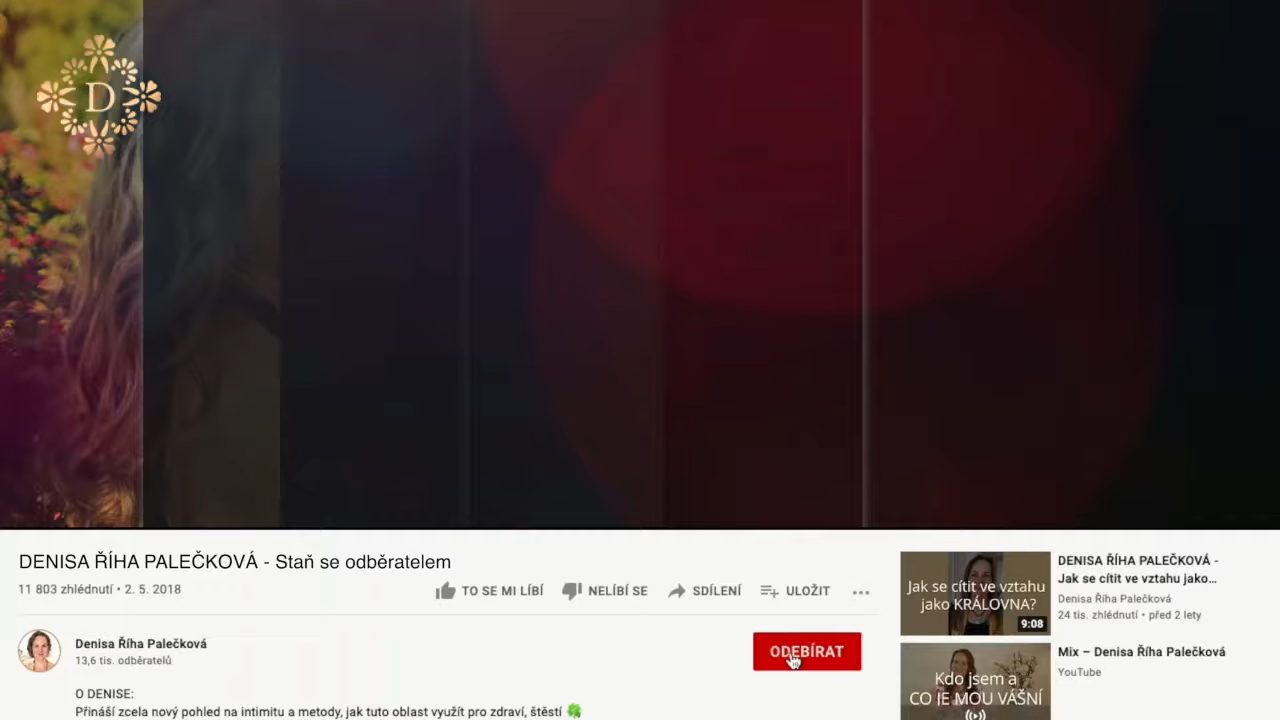 D
DENISA ŘÍHA PALEČKOVÁ - Staň se odběratelem
11 803 zhlédnutí • 2. 5. 2018
TO SE MI LÍBÍ
NELÍBÍ SE
SDÍLENÍ
ULOŽIT
Denisa Říha Palečková
13,6 tis. odběratelů
ODEBÍRAT
O DENISE:
Přináší zcela nový pohled na intimitu a metody, jak tuto oblast využít pro zdraví, štěstí 🍀
Jak se cítit ve vztahu
jako KRÁLOVNA?
9:08
DENISA ŘÍHA PALEČKOVÁ -
Jak se cítit ve vztahu jako…
Denisa Říha Palečková
24 tis. zhlédnutí • před 2 lety
Kdo jsem a
CO JE MOU VÁŠNÍ
Mix – Denisa Říha Palečková
YouTube